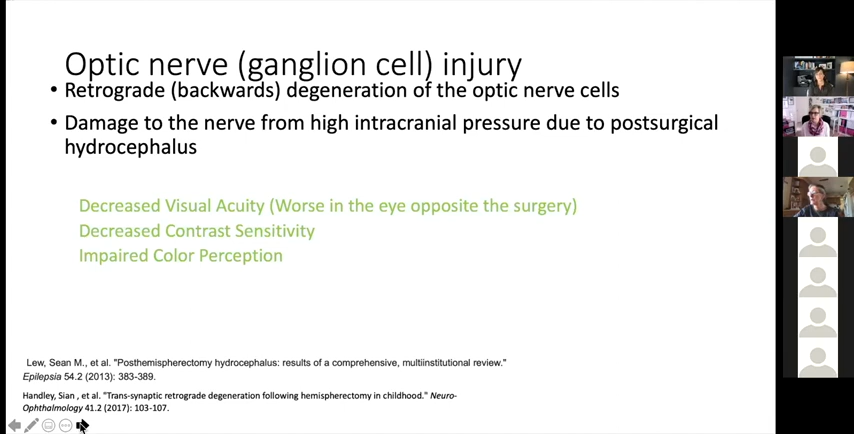 Optic nerve (ganglion cell) injury
• Retrograde (backwards) degeneration of the optic nerve cells
• Damage to the nerve from high intracranial pressure due to postsurgical
hydrocephalus
Decreased Visual Acuity (Worse in the eye opposite the surgery)
Decreased Contrast Sensitivity
Impaired Color Perception
Lew, Sean M., et al. "Posthemispherectomy hydrocephalus: results of a comprehensive, multiinstitutional review."
Epilepsia 54.2 (2013): 383-389.
Handley, Sian , et al. "Trans-synaptic retrograde degeneration following hemispherectomy in childhood." Neuro-
Ophthalmology 41.2 (2017): 103-107.